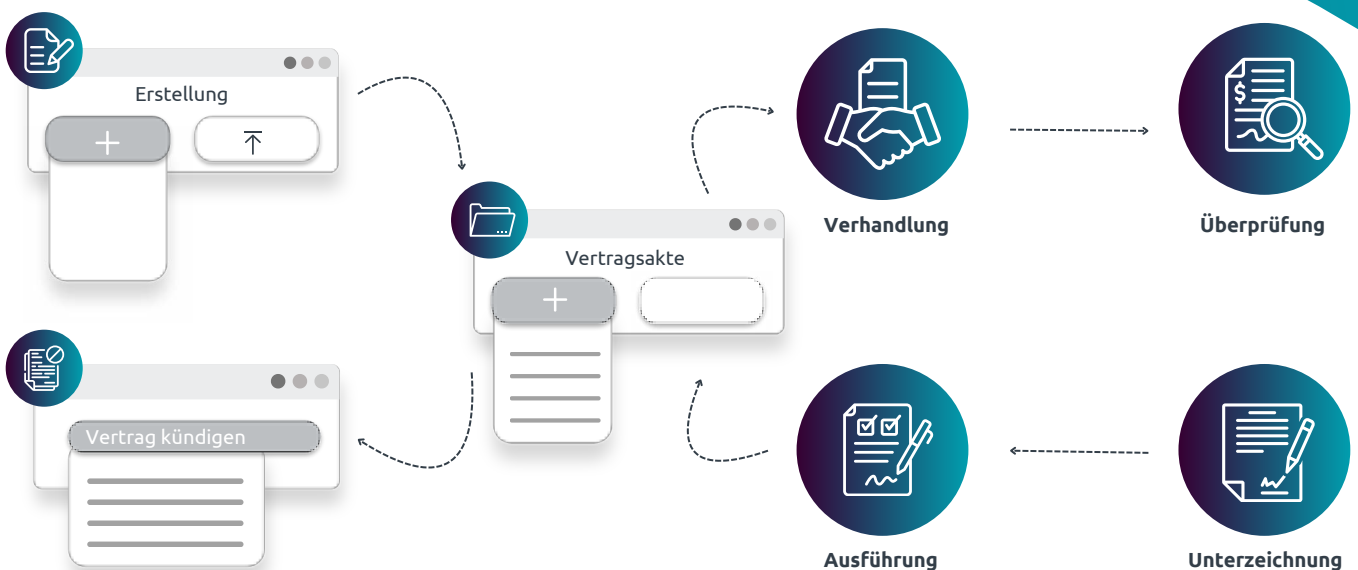 Erstellung
Vertragsakte
Verhandlung
Überprüfung
Vertrag kündigen
Ausführung
Unterzeichnung